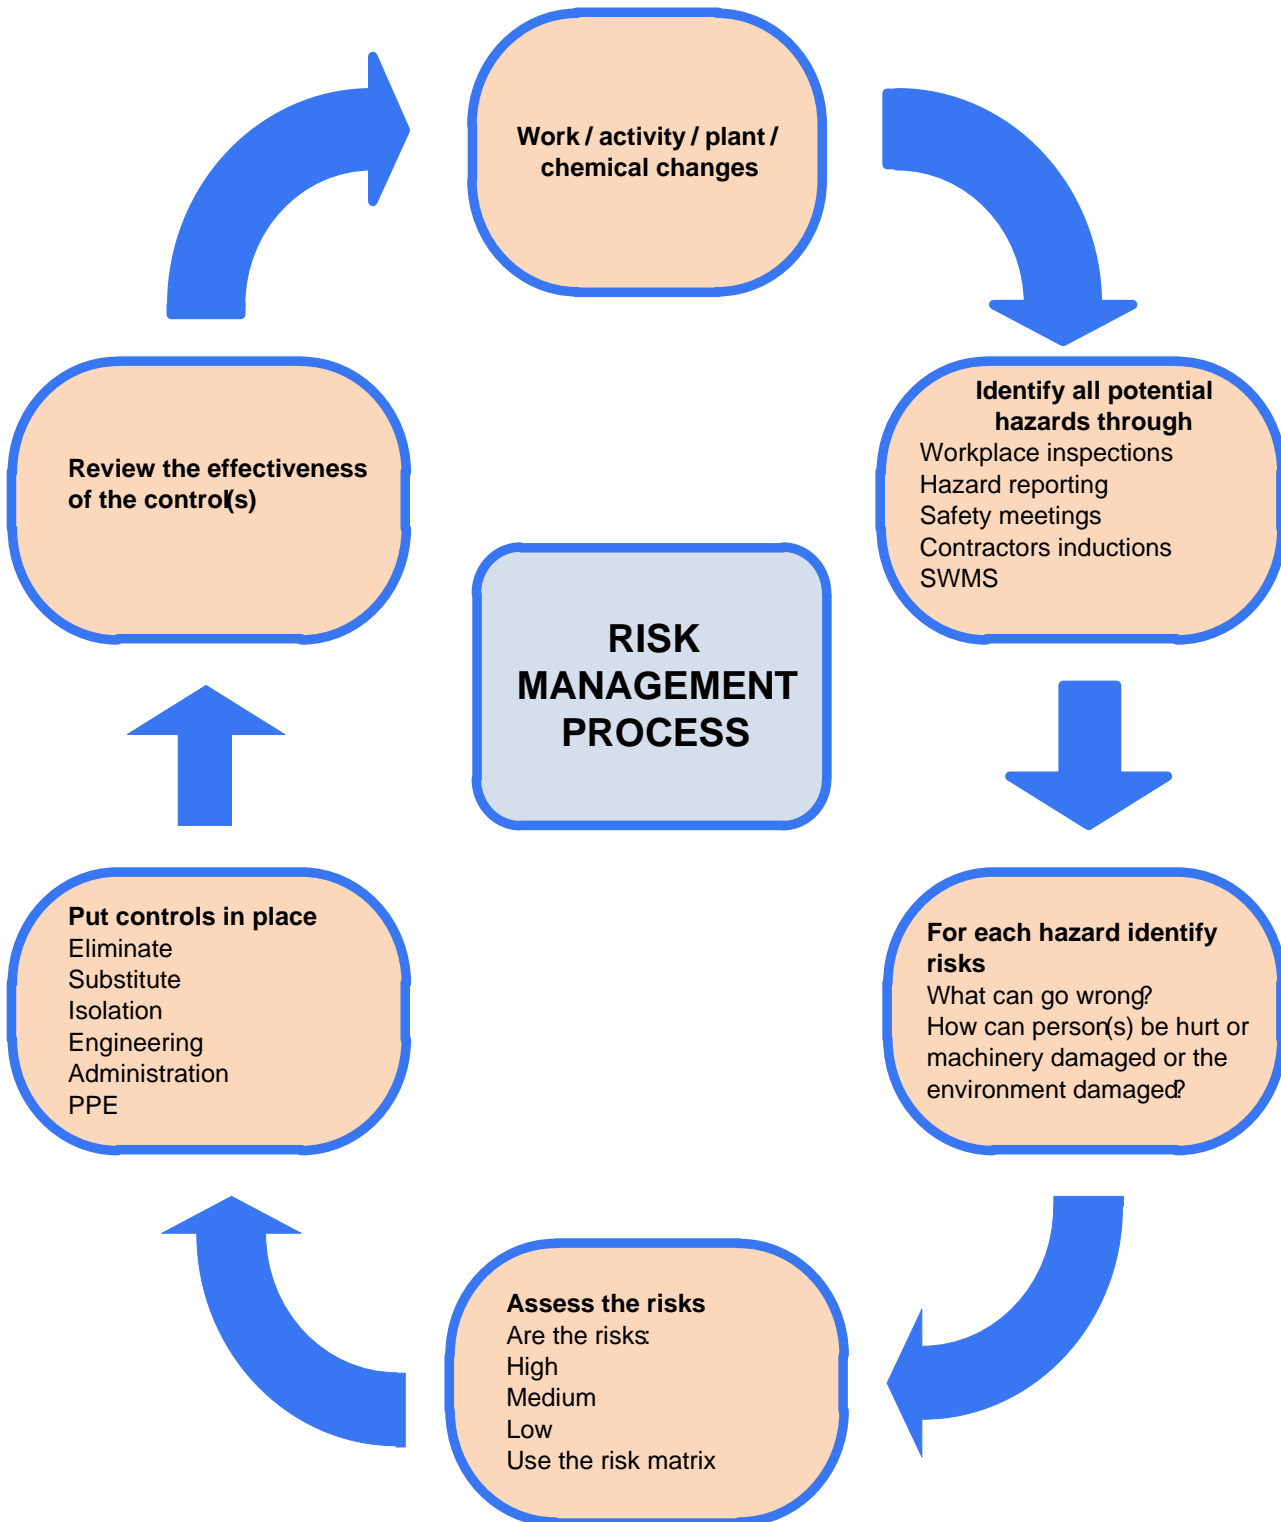 Work / activity / plant /
chemical changes
Identify all potential
hazards through
Workplace inspections
Hazard reporting
Safety meetings
Contractors inductions
SWMS
For each hazard identify
risks
What can go wrong?
How can person(s) be hurt or
machinery damaged or the
environment damaged?
Assess the risks
Are the risks:
High
Medium
Low
Use the risk matrix
Put controls in place
Eliminate
Substitute
Isolation
Engineering
Administration
PPE
Review the effectiveness
of the control(s)
RISK
MANAGEMENT
PROCESS